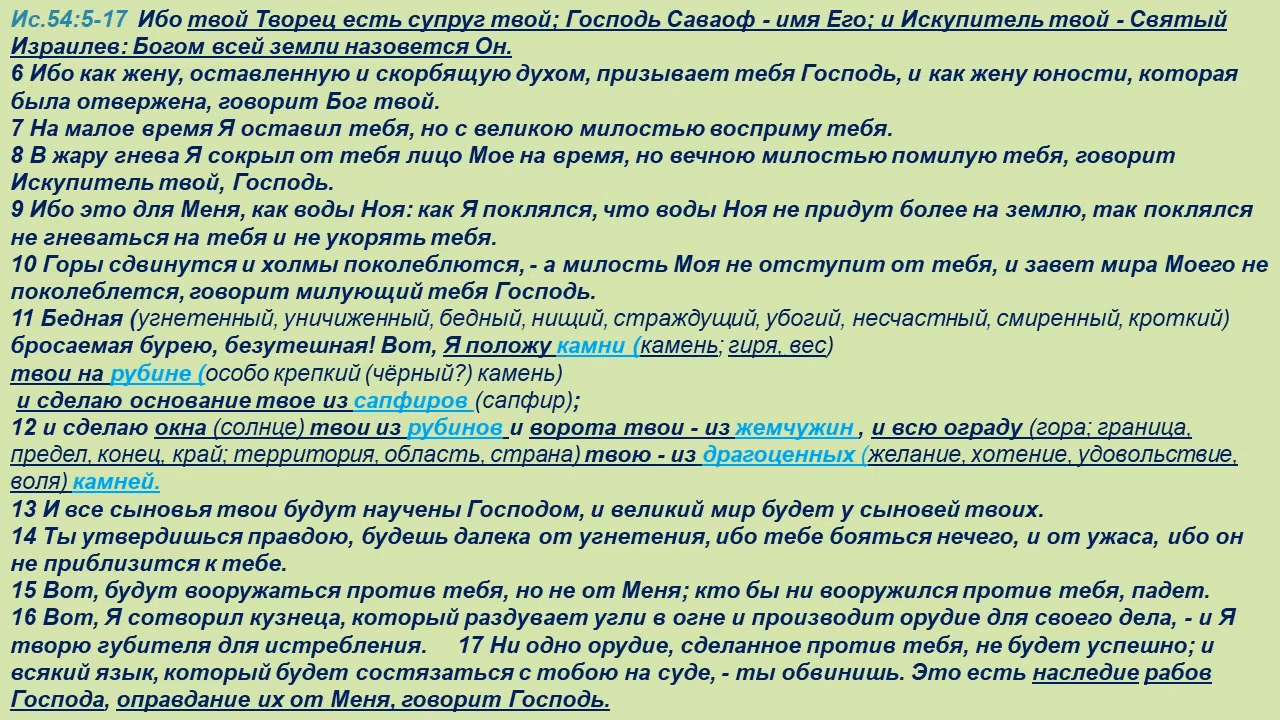 Ис.54:5-17 Ибо твой Творец есть супруг твой; Господь Саваоф - имя Его; и Искупитель твой - Святый
Израилев: Богом всей земли назовется Он.
6 Ибо как жену, оставленную и скорбящую духом, призывает тебя Господь, и как жену юности, которая
была отвержена, говорит Бог твой.
7 На малое время Я оставил тебя, но с великою милостью восприму тебя.
8 В жару гнева Я сокрыл от тебя лицо Мое на время, но вечною милостью помилую тебя, говорит
Искупитель твой, Господь.
9 Ибо это для Меня, как воды Ноя: как Я поклялся, что воды Ноя не придут более на землю, так поклялся
не гневаться на тебя и не укорять тебя.
10 Горы сдвинутся и холмы поколеблются, - а милость Моя не отступит от тебя, и завет мира Моего не
поколеблется, говорит милующий тебя Господь.
11 Бедная (угнетенный, уничиженный, бедный, нищий, страждущий, убогий, несчастный, смиренный, кроткий)
бросаемая бурею, безутешная! Вот, Я положу камни (камень; гиря, вес)
твои на рубине (особо крепкий (чёрный?) камень)
и сделаю основание твое из сапфиров (сапфир);
12 и сделаю окна (солнце) твои из рубинов и ворота твои - из жемчужин , и всю ограду (гора; граница,
предел, конец, край; территория, область, страна) твою - из драгоценных (желание, хотение, удовольствие,
воля) камней.
13 И все сыновья твои будут научены Господом, и великий мир будет у сыновей твоих.
14 Ты утвердишься правдою, будешь далека от угнетения, ибо тебе бояться нечего, и от ужаса, ибо он
не приблизится к тебе.
15 Вот, будут вооружаться против тебя, но не от Меня; кто бы ни вооружился против тебя, падет.
16 Вот, Я сотворил кузнеца, который раздувает угли в огне и производит орудие для своего дела, - и Я
творю губителя для истребления. 17 Ни одно орудие, сделанное против тебя, не будет успешно; и
всякий язык, который будет состязаться с тобою на суде, - ты обвинишь. Это есть наследие рабов
Господа, оправдание их от Меня, говорит Господь.